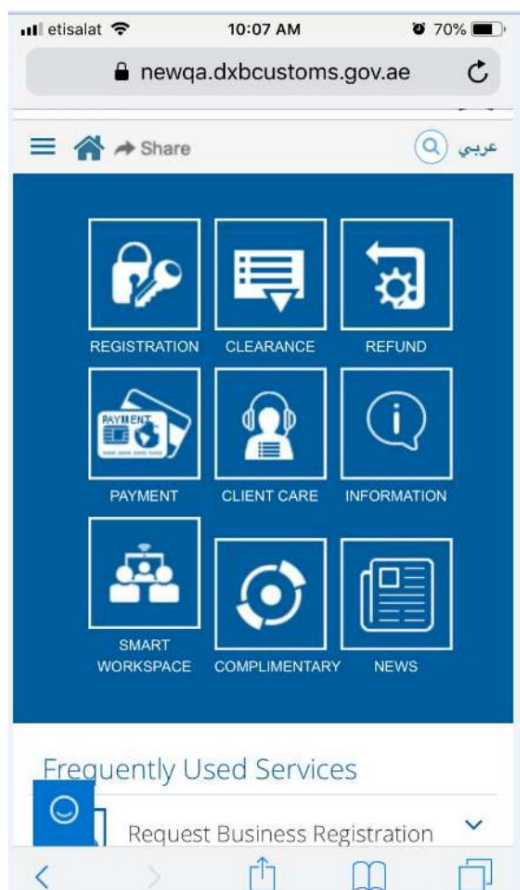 etisalat 10:07 AM 70%
newqa.dxbcustoms.gov.ae
Share عربي
REGISTRATION CLEARANCE REFUND
PAYMENT
PAYMENT CLIENT CARE INFORMATION
SMART
WORKSPACE COMPLIMENTARY NEWS
Frequently Used Services
Request Business Registration